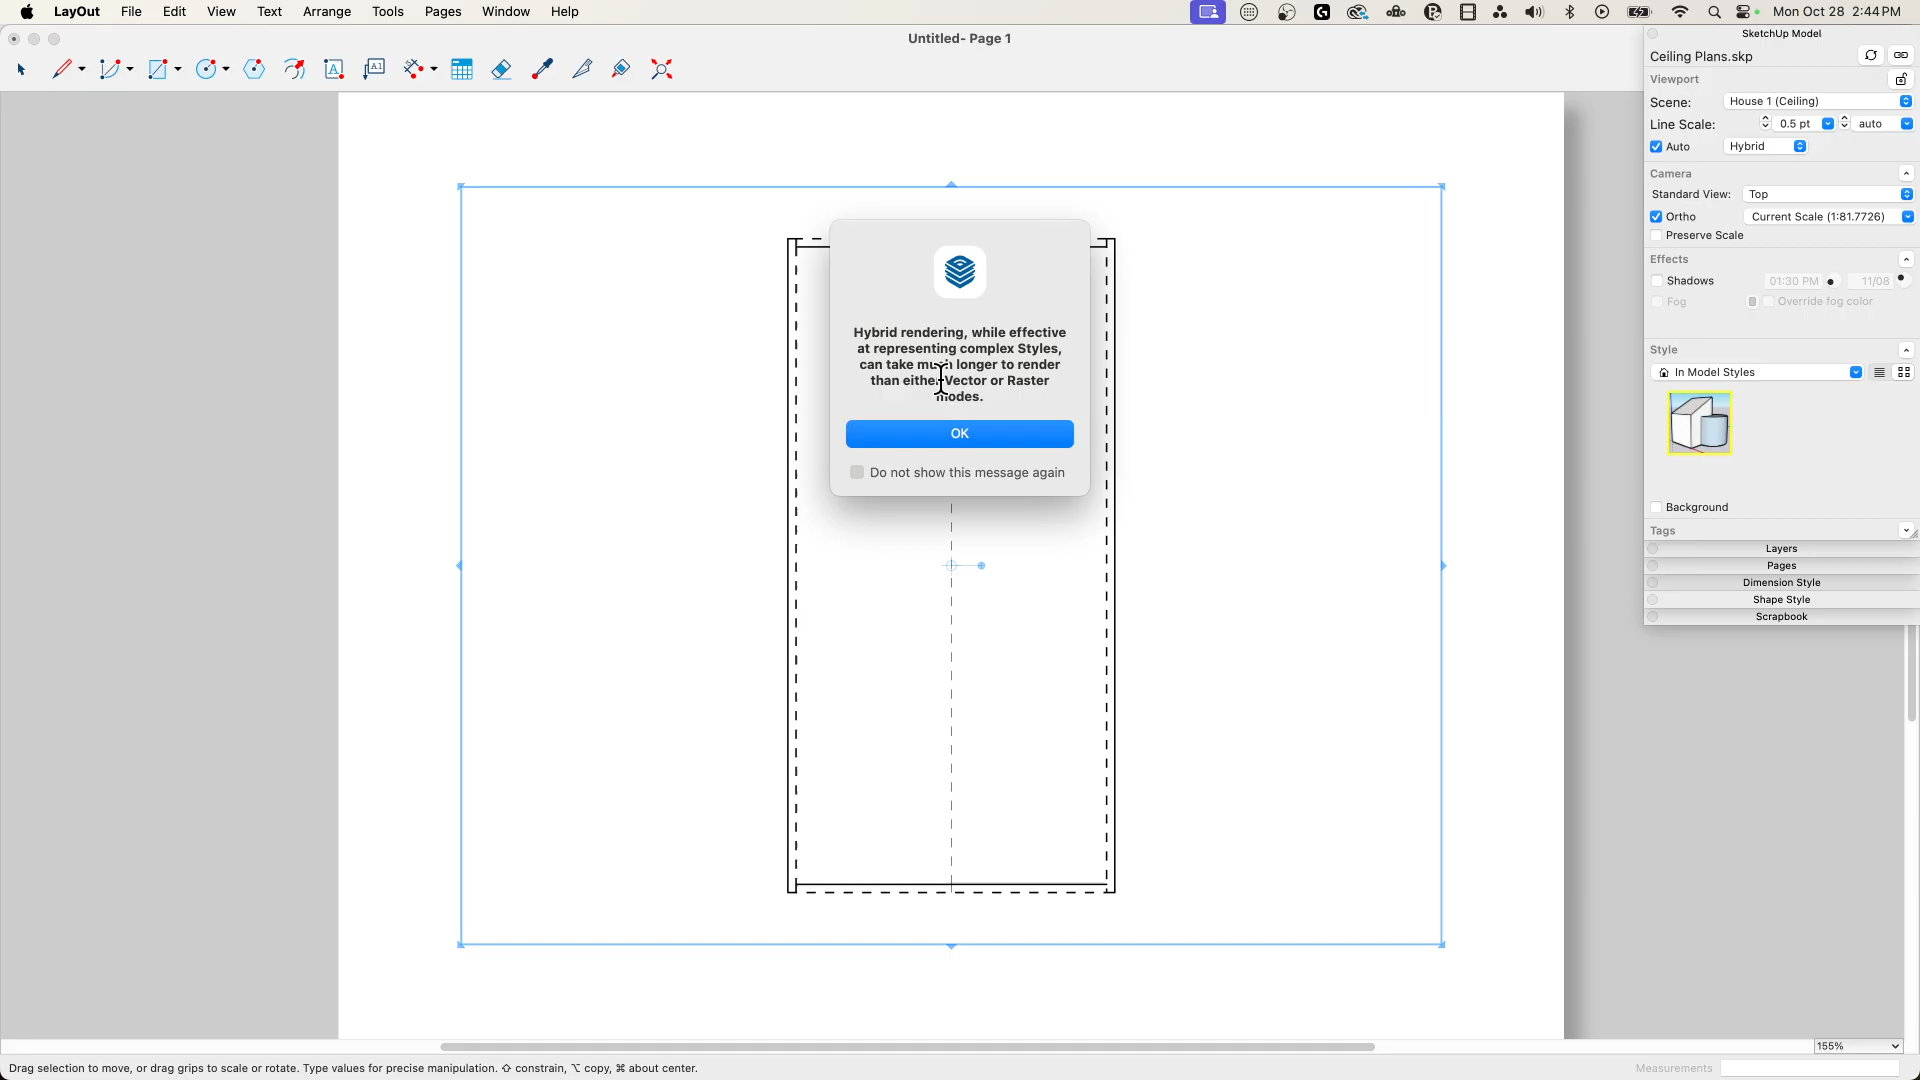 LayOut File Edit View Text Arrange Tools Pages Window Help Mon Oct 28 2:44 PM
Untitled- Page 1
SketchUp Model
Ceiling Plans.skp
Viewport
Scene: House 1 (Ceiling)
Line Scale: 0.5 pt auto
Auto Hybrid
Camera
Standard View: Top
Ortho Current Scale (1:81.7726)
Preserve Scale
Effects
Shadows 01:30 PM 11/08
Fog Override fog color
Style
In Model Styles
Background
Tags
Layers
Pages
Dimension Style
Shape Style
Scrapbook
Hybrid rendering, while effective
at representing complex Styles,
can take much longer to render
than either Vector or Raster
modes.
OK
Do not show this message again
155%
Drag selection to move, or drag grips to scale or rotate. Type values for precise manipulation. ⇧ constrain, ⌥ copy, ⌘ about center.
Measurements